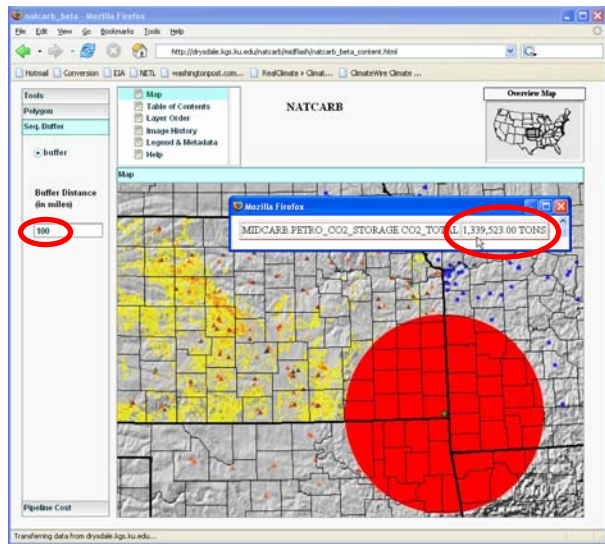 natcarb_beta - Mozilla Firefox
File Edit View Go Bookmarks Tools Help
http://drysdale.kgs.ku.edu/natcarb/midflash/natcarb_beta_content.html
Hotmail Conversion EIA NETL washingtonpost.com... RealClimate » Climat... ClimateWire Climate ...
Tools
Polygon
Seq. Buffer
buffer
Buffer Distance
(in miles)
100
Pipeline Cost
Map
Table of Contents
Layer Order
Image History
Legend & Metadata
Help
NATCARB
Overview Map
Map
Mozilla Firefox
MIDCARB.PETRO_CO2_STORAGE.CO2_TOTAL 1,339,523.00 TONS
Transferring data from drysdale.kgs.ku.edu...